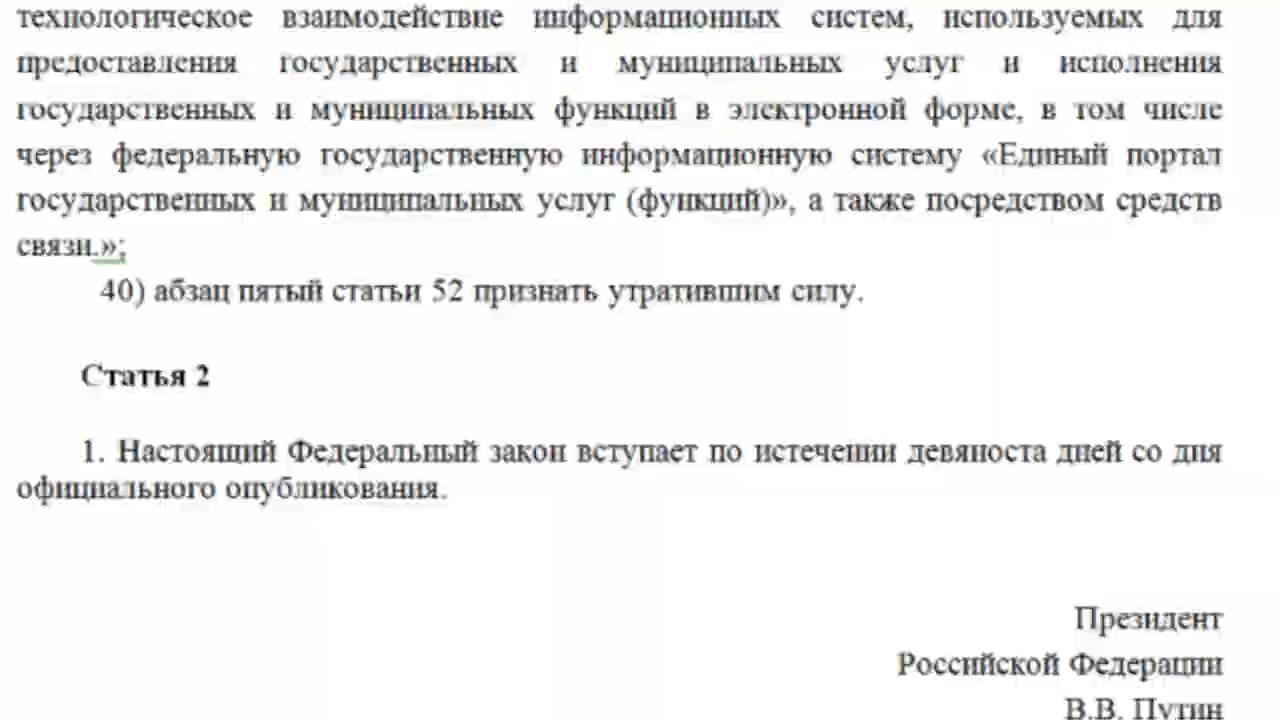 технологическое взаимодействие информационных систем, используемых для
предоставления государственных и муниципальных услуг и исполнения
государственных и муниципальных функций в электронной форме, в том числе
через федеральную государственную информационную систему «Единый портал
государственных и муниципальных услуг (функций)», а также посредством средств
связи.»;
40) абзац пятый статьи 52 признать утратившим силу.
Статья 2
1. Настоящий Федеральный закон вступает по истечении девяноста дней со дня
официального опубликования.
Президент
Российской Федерации
В.В. Путин